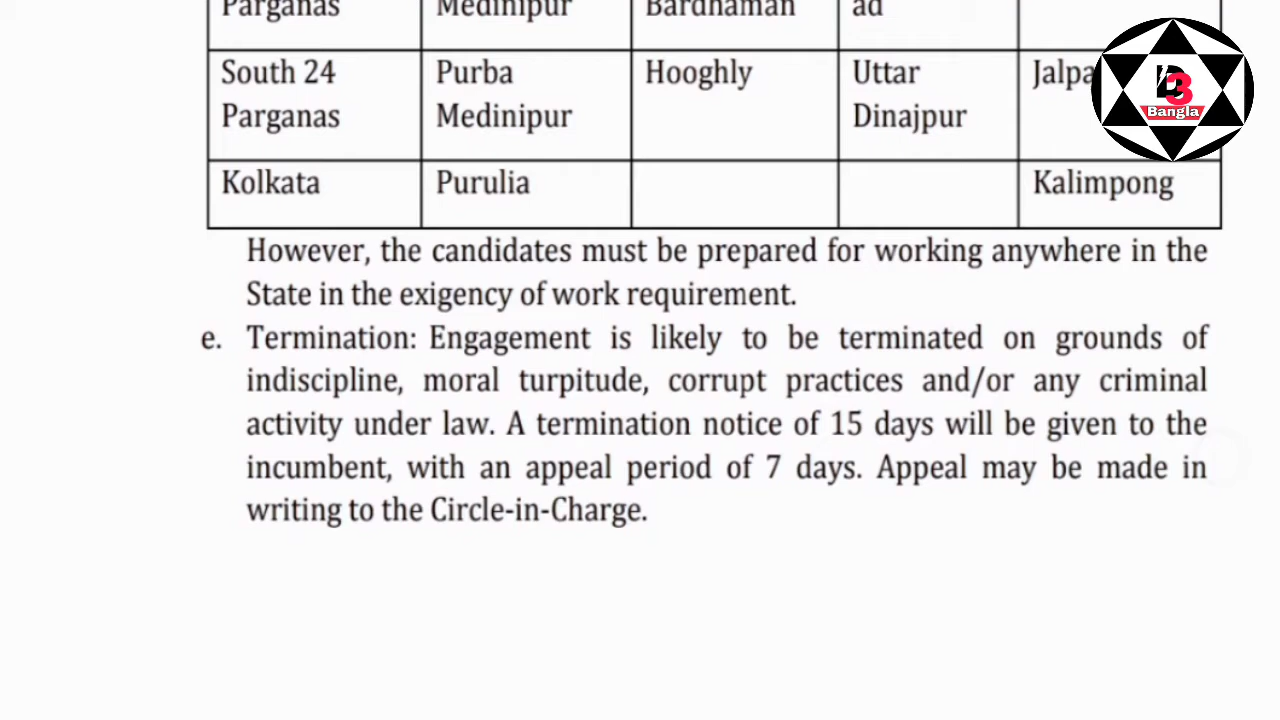 Parganas Medinipur Bardhaman ad
South 24 Purba Hooghly Uttar
Parganas Medinipur Dinajpur
Kolkata Purulia Kalimpong
However, the candidates must be prepared for working anywhere in the
State in the exigency of work requirement.
e. Termination: Engagement is likely to be terminated on grounds of
indiscipline, moral turpitude, corrupt practices and/or any criminal
activity under law. A termination notice of 15 days will be given to the
incumbent, with an appeal period of 7 days. Appeal may be made in
writing to the Circle-in-Charge.
B3
Bangla